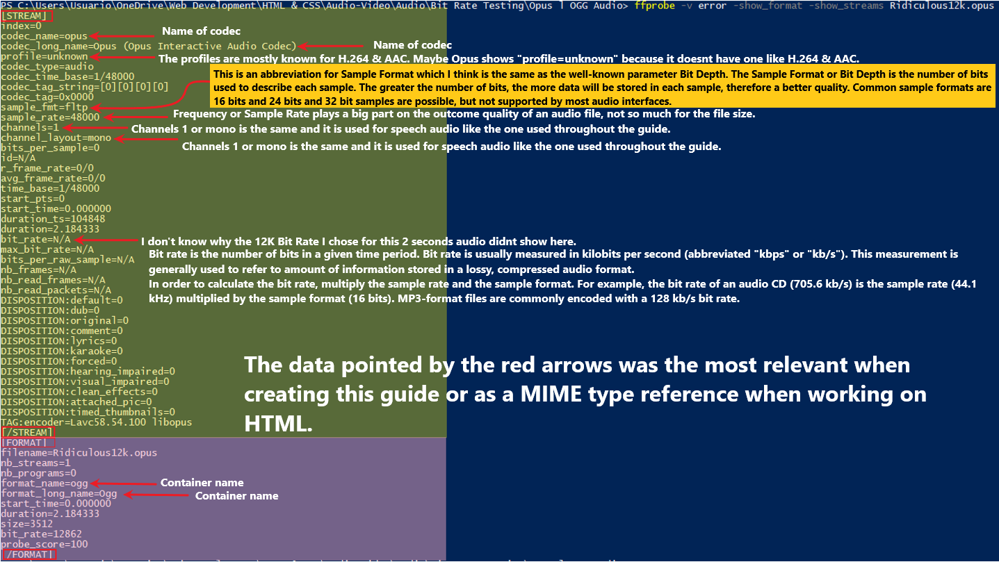 PS C:\Users\Usuario\OneDrive\Web Development\HTML & CSS\Audio-Video\Audio\Bit Rate Testing\Opus l OGG Audio> ffprobe -v error -show_format -show_streams Ridiculous12k.opus
[STREAM]
index=0
codec_name=opus
Name of codec
codec_long_name=Opus (Opus Interactive Audio Codec)
Name of codec
profile=unknown
The profiles are mostly known for H.264 & AAC. Maybe Opus shows "profile=unknown" because it doesnt have one like H.264 & AAC.
codec_type=audio
codec_time_base=1/48000
codec_tag_string=[0][0][0][0]
codec_tag=0x0000
This is an abbreviation for Sample Format which I think is the same as the well-known parameter Bit Depth. The Sample Format or Bit Depth is the number of bits
used to describe each sample. The greater the number of bits, the more data will be stored in each sample, therefore a better quality. Common sample formats are
16 bits and 24 bits and 32 bit samples are possible, but not supported by most audio interfaces.
sample_fmt=fltp
sample_rate=48000
Frequency or Sample Rate plays a big part on the outcome quality of an audio file, not so much for the file size.
channels=1
Channels 1 or mono is the same and it is used for speech audio like the one used throughout the guide.
channel_layout=mono
Channels 1 or mono is the same and it is used for speech audio like the one used throughout the guide.
bits_per_sample=0
id=N/A
r_frame_rate=0/0
avg_frame_rate=0/0
time_base=1/48000
start_pts=0
start_time=0.000000
duration_ts=104848
duration=2.184333
bit_rate=N/A
I don't know why the 12K Bit Rate I chose for this 2 seconds audio didnt show here.
Bit rate is the number of bits in a given time period. Bit rate is usually measured in kilobits per second (abbreviated "kbps" or "kb/s"). This measurement is
generally used to refer to amount of information stored in a lossy, compressed audio format.
In order to calculate the bit rate, multiply the sample rate and the sample format. For example, the bit rate of an audio CD (705.6 kb/s) is the sample rate (44.1
kHz) multiplied by the sample format (16 bits). MP3-format files are commonly encoded with a 128 kb/s bit rate.
max_bit_rate=N/A
bits_per_raw_sample=N/A
nb_frames=N/A
nb_read_frames=N/A
nb_read_packets=N/A
DISPOSITION:default=0
DISPOSITION:dub=0
DISPOSITION:original=0
DISPOSITION:comment=0
DISPOSITION:lyrics=0
DISPOSITION:karaoke=0
DISPOSITION:forced=0
DISPOSITION:hearing_impaired=0
DISPOSITION:visual_impaired=0
DISPOSITION:clean_effects=0
DISPOSITION:attached_pic=0
DISPOSITION:timed_thumbnails=0
TAG:encoder=Lavc58.54.100 libopus
[/STREAM]
The data pointed by the red arrows was the most relevant when
creating this guide or as a MIME type reference when working on
HTML.
[FORMAT]
filename=Ridiculous12k.opus
nb_streams=1
nb_programs=0
format_name=ogg
Container name
format_long_name=Ogg
Container name
start_time=0.000000
duration=2.184333
size=3512
bit_rate=12862
probe_score=100
[/FORMAT]